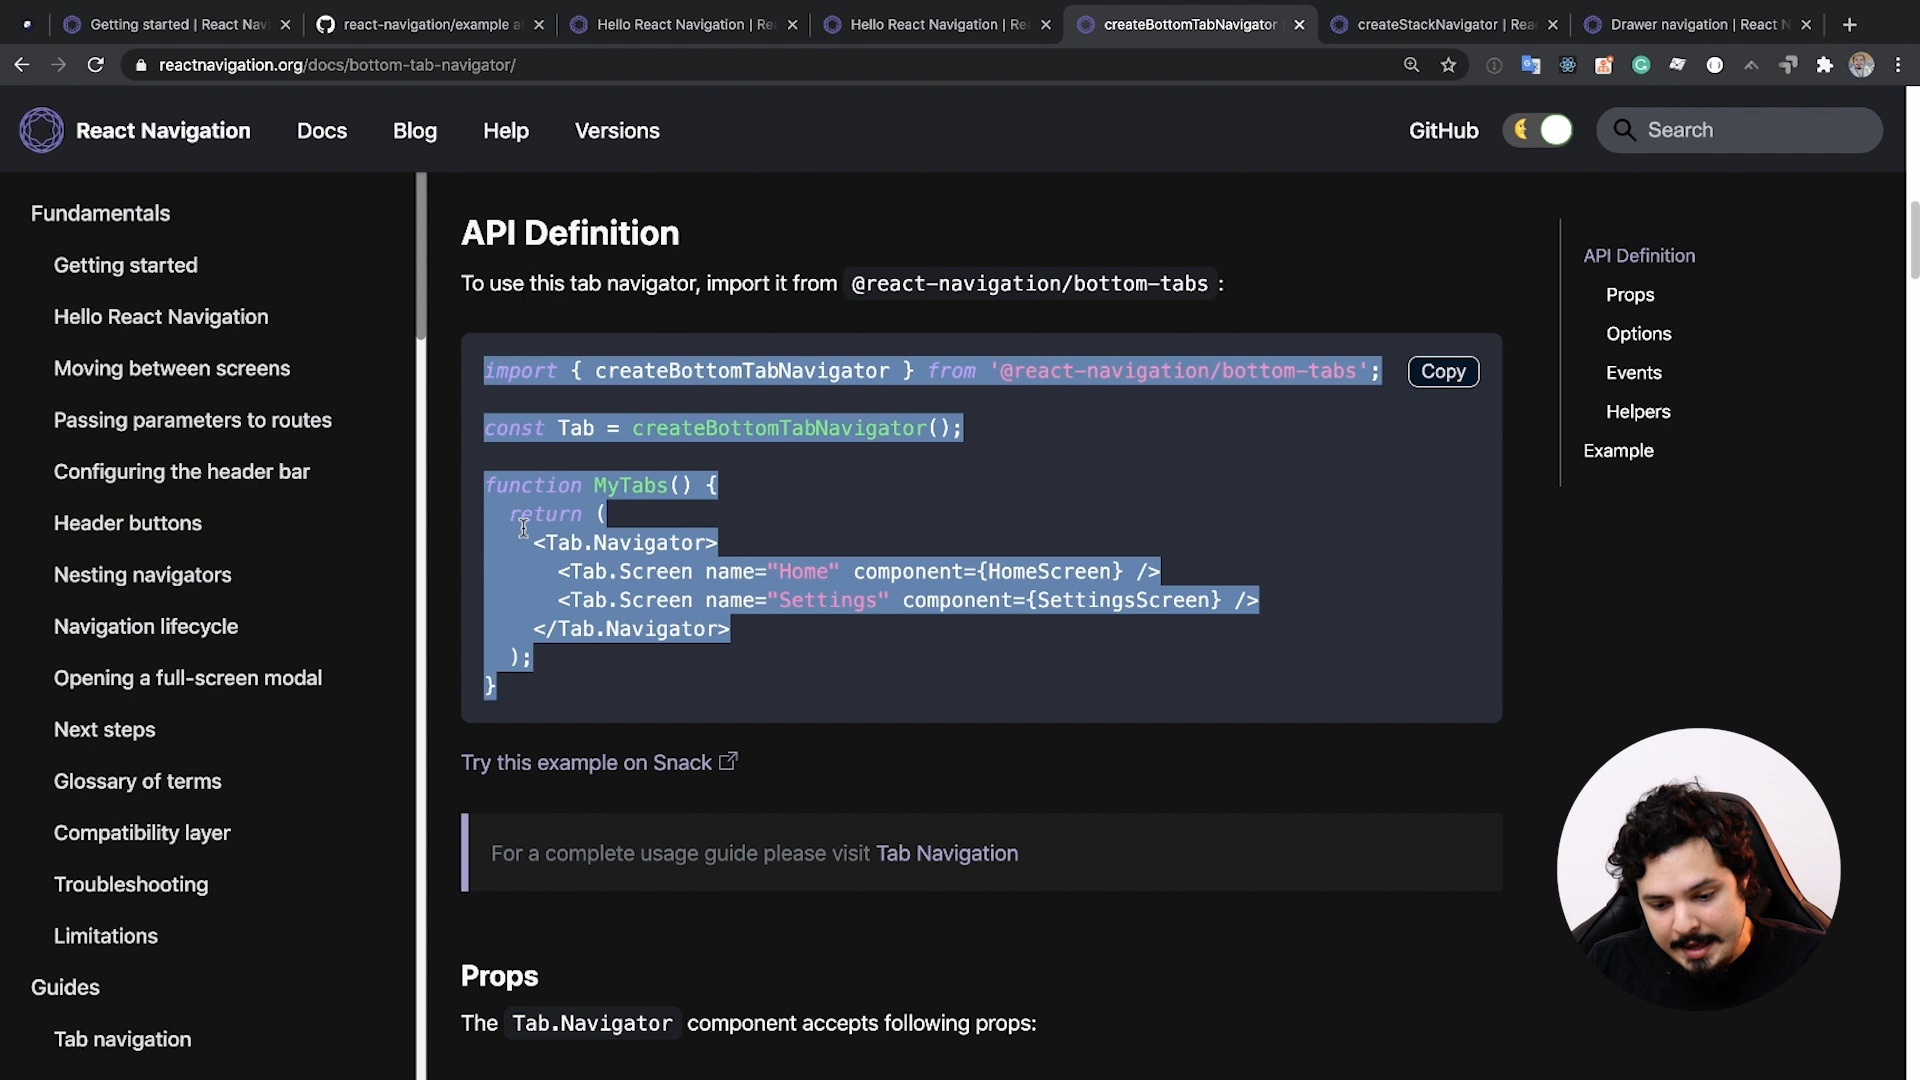 Getting started | React Navi
react-navigation/example a
Hello React Navigation | Re
Hello React Navigation | Re
createBottomTabNavigator
createStackNavigator | Rea
Drawer navigation | React N
reactnavigation.org/docs/bottom-tab-navigator/
React Navigation
Docs
Blog
Help
Versions
GitHub
Search
Fundamentals
Getting started
Hello React Navigation
Moving between screens
Passing parameters to routes
Configuring the header bar
Header buttons
Nesting navigators
Navigation lifecycle
Opening a full-screen modal
Next steps
Glossary of terms
Compatibility layer
Troubleshooting
Limitations
Guides
Tab navigation
API Definition
To use this tab navigator, import it from @react-navigation/bottom-tabs :
import { createBottomTabNavigator } from '@react-navigation/bottom-tabs';
Copy
const Tab = createBottomTabNavigator();
function MyTabs() {
return (
<Tab.Navigator>
<Tab.Screen name="Home" component={HomeScreen} />
<Tab.Screen name="Settings" component={SettingsScreen} />
</Tab.Navigator>
);
}
Try this example on Snack
For a complete usage guide please visit Tab Navigation
Props
The Tab.Navigator component accepts following props:
API Definition
Props
Options
Events
Helpers
Example